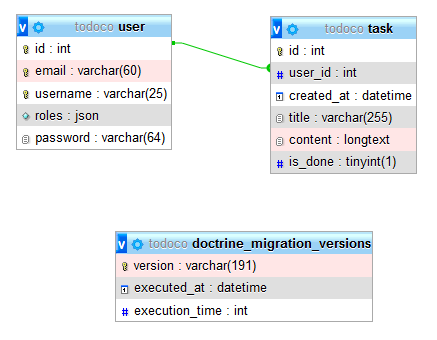 v todoco user
id : int
email : varchar(60)
username : varchar(25)
roles : json
password : varchar(64)
v todoco task
id : int
# user_id : int
created_at : datetime
title : varchar(255)
content : longtext
# is_done : tinyint(1)
v todoco doctrine_migration_versions
version : varchar(191)
executed_at : datetime
# execution_time : int